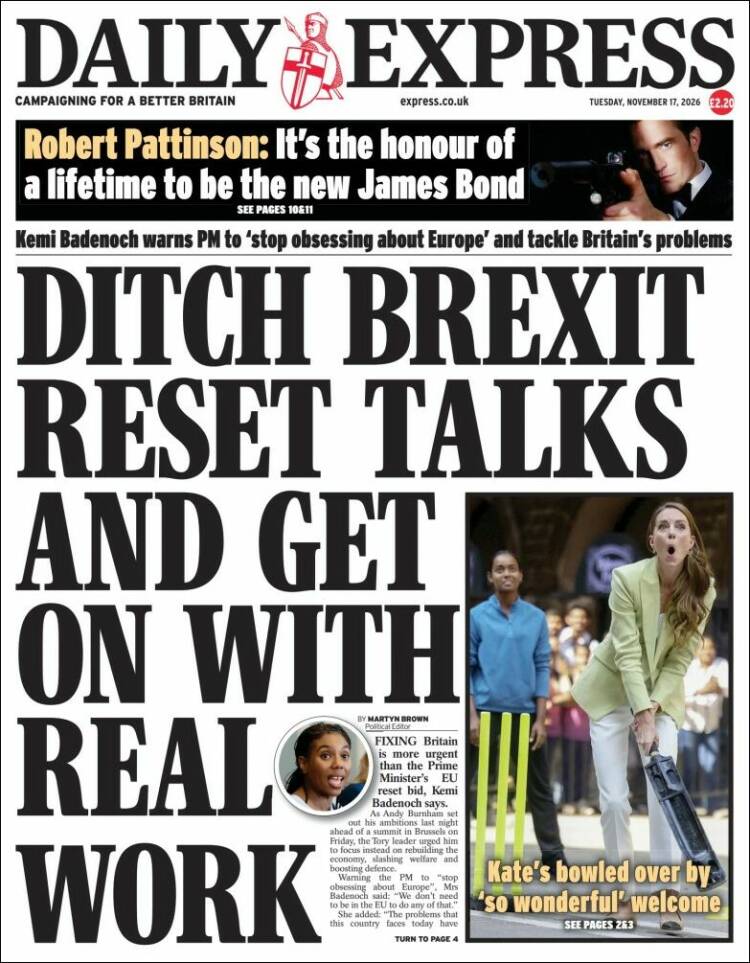 DAILY EXPRESS
CAMPAIGNING FOR A BETTER BRITAIN
express.co.uk
TUESDAY, NOVEMBER 17, 2026
£2.20
Robert Pattinson: It's the honour of
a lifetime to be the new James Bond
SEE PAGES 10&11
Kemi Badenoch warns PM to 'stop obsessing about Europe' and tackle Britain's problems
DITCH BREXIT
RESET TALKS
AND GET
ON WITH
REAL
WORK
BY MARTYN BROWN
Political Editor
FIXING Britain
is more urgent
than the Prime
Minister's EU
reset bid, Kemi
Badenoch says.
As Andy Burnham set
out his ambitions last night
ahead of a summit in Brussels on
Friday, the Tory leader urged him
to focus instead on rebuilding the
economy, slashing welfare and
boosting defence.
Warning the PM to "stop
obsessing about Europe", Mrs
Badenoch said: "We don't need
to be in the EU to do any of that."
She added: "The problems that
this country faces today have
TURN TO PAGE 4
Kate's bowled over by
'so wonderful' welcome
SEE PAGES 2&3